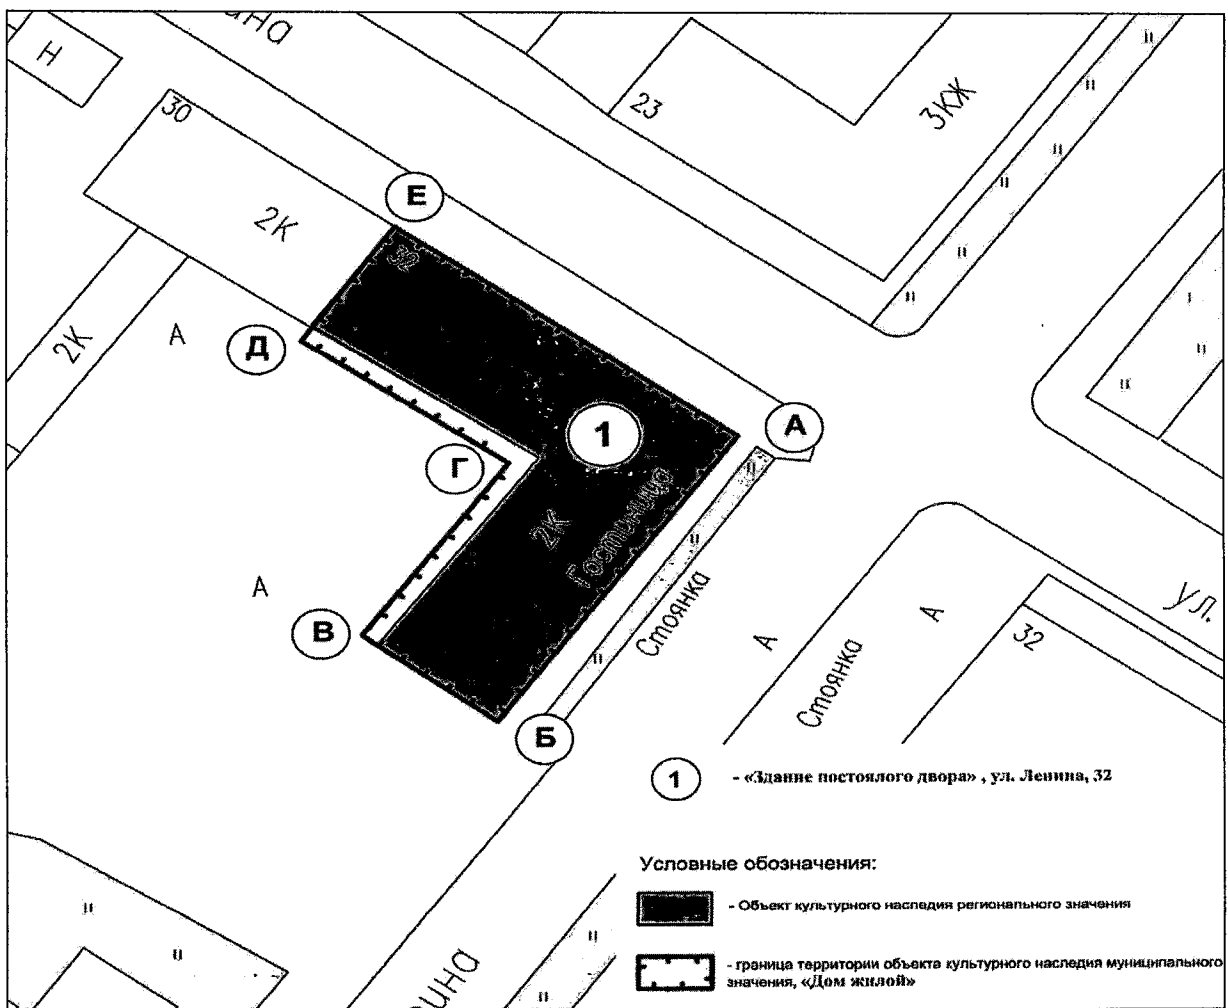 Н
30
2К
23
3КЖ
Е
32
2К
А
Д
1
А
Г
2К
Гостиница
А
В
Б
Стоянка
А
Стоянка
А
32
ул.
1 - «Здание постоялого двора» , ул. Ленина, 32
Условные обозначения:
- Объект культурного наследия регионального значения
- граница территории объекта культурного наследия муниципального
значения, «Дом жилой»